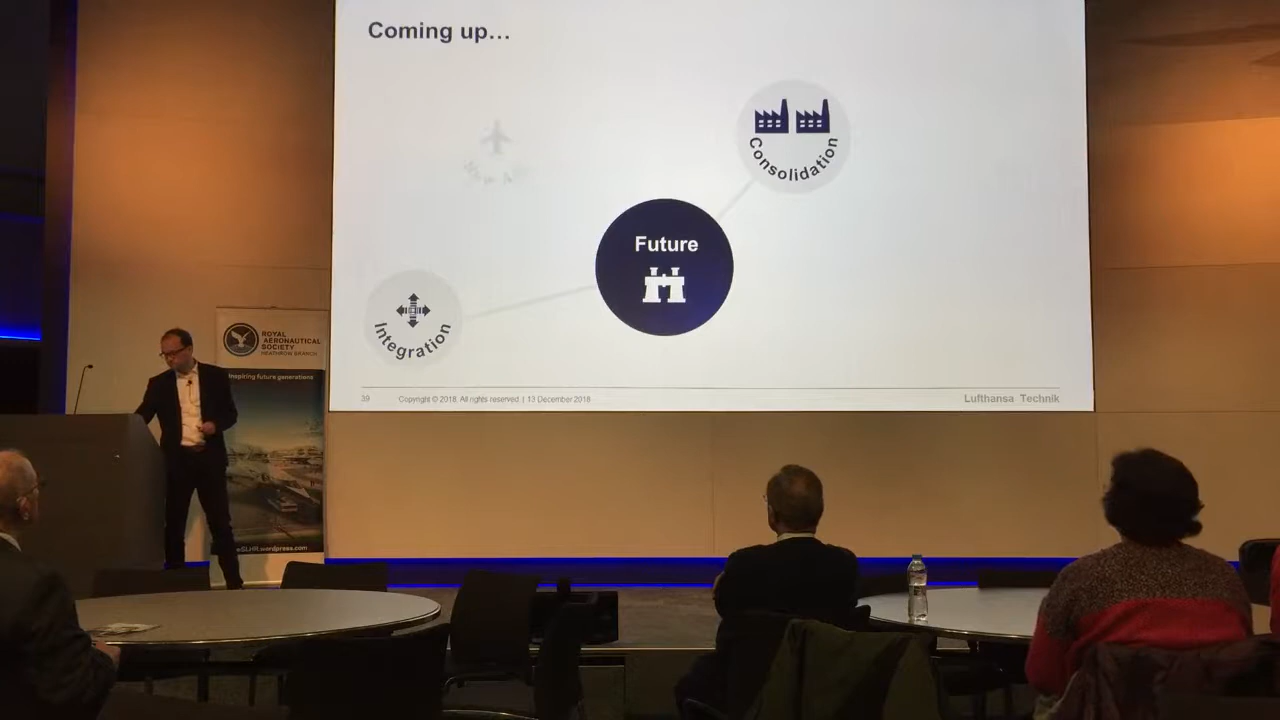 Coming up…
Consolidation
Future
Integration
39 Copyright © 2018. All rights reserved. | 13 December 2018 Lufthansa Technik
ROYAL
AERONAUTICAL
SOCIETY
HEATHROW BRANCH
Inspiring future generations